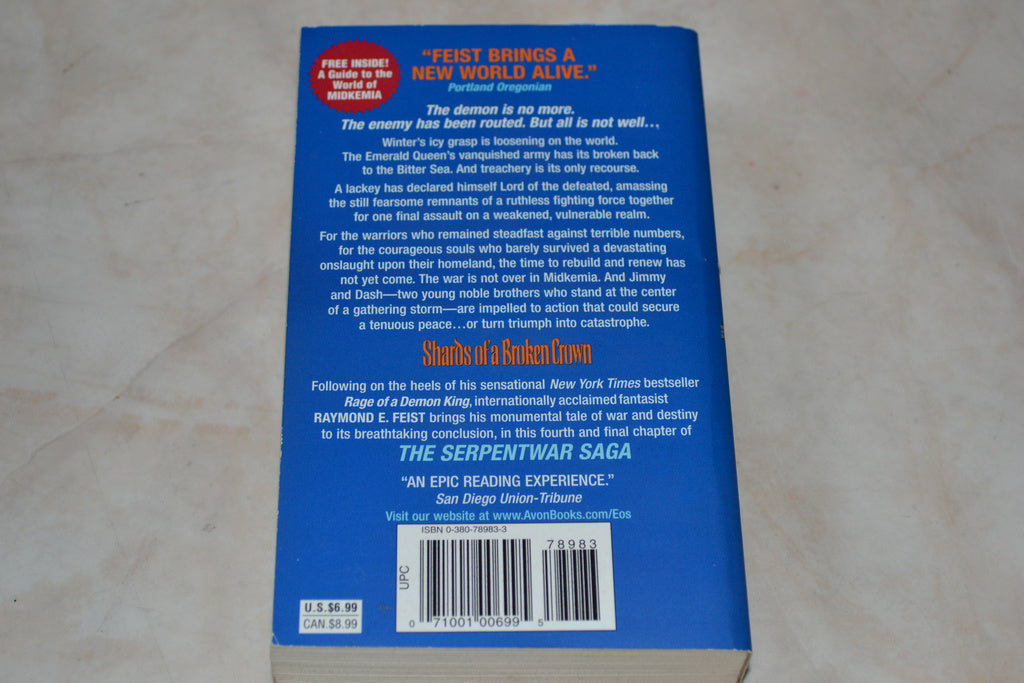 FREE INSIDE!
A Guide to the
World of
MIDKEMIA
“FEIST BRINGS A
NEW WORLD ALIVE.”
Portland Oregonian
The demon is no more.
The enemy has been routed. But all is not well...
Winter's icy grasp is loosening on the world.
The Emerald Queen's vanquished army has its broken back
to the Bitter Sea. And treachery is its only recourse.
A lackey has declared himself Lord of the defeated, amassing
the still fearsome remnants of a ruthless fighting force together
for one final assault on a weakened, vulnerable realm.
For the warriors who remained steadfast against terrible numbers,
for the courageous souls who barely survived a devastating
onslaught upon their homeland, the time to rebuild and renew has
not yet come. The war is not over in Midkemia. And Jimmy
and Dash—two young noble brothers who stand at the center
of a gathering storm—are impelled to action that could secure
a tenuous peace...or turn triumph into catastrophe.
Shards of a Broken Crown
Following on the heels of his sensational New York Times bestseller
Rage of a Demon King, internationally acclaimed fantasist
RAYMOND E. FEIST brings his monumental tale of war and destiny
to its breathtaking conclusion, in this fourth and final chapter of
THE SERPENTWAR SAGA
“AN EPIC READING EXPERIENCE.”
San Diego Union-Tribune
Visit our website at www.AvonBooks.com/Eos
ISBN 0-380-78983-3
78983
UPC
0 71001 00699 5
U.S.$6.99
CAN.$8.99